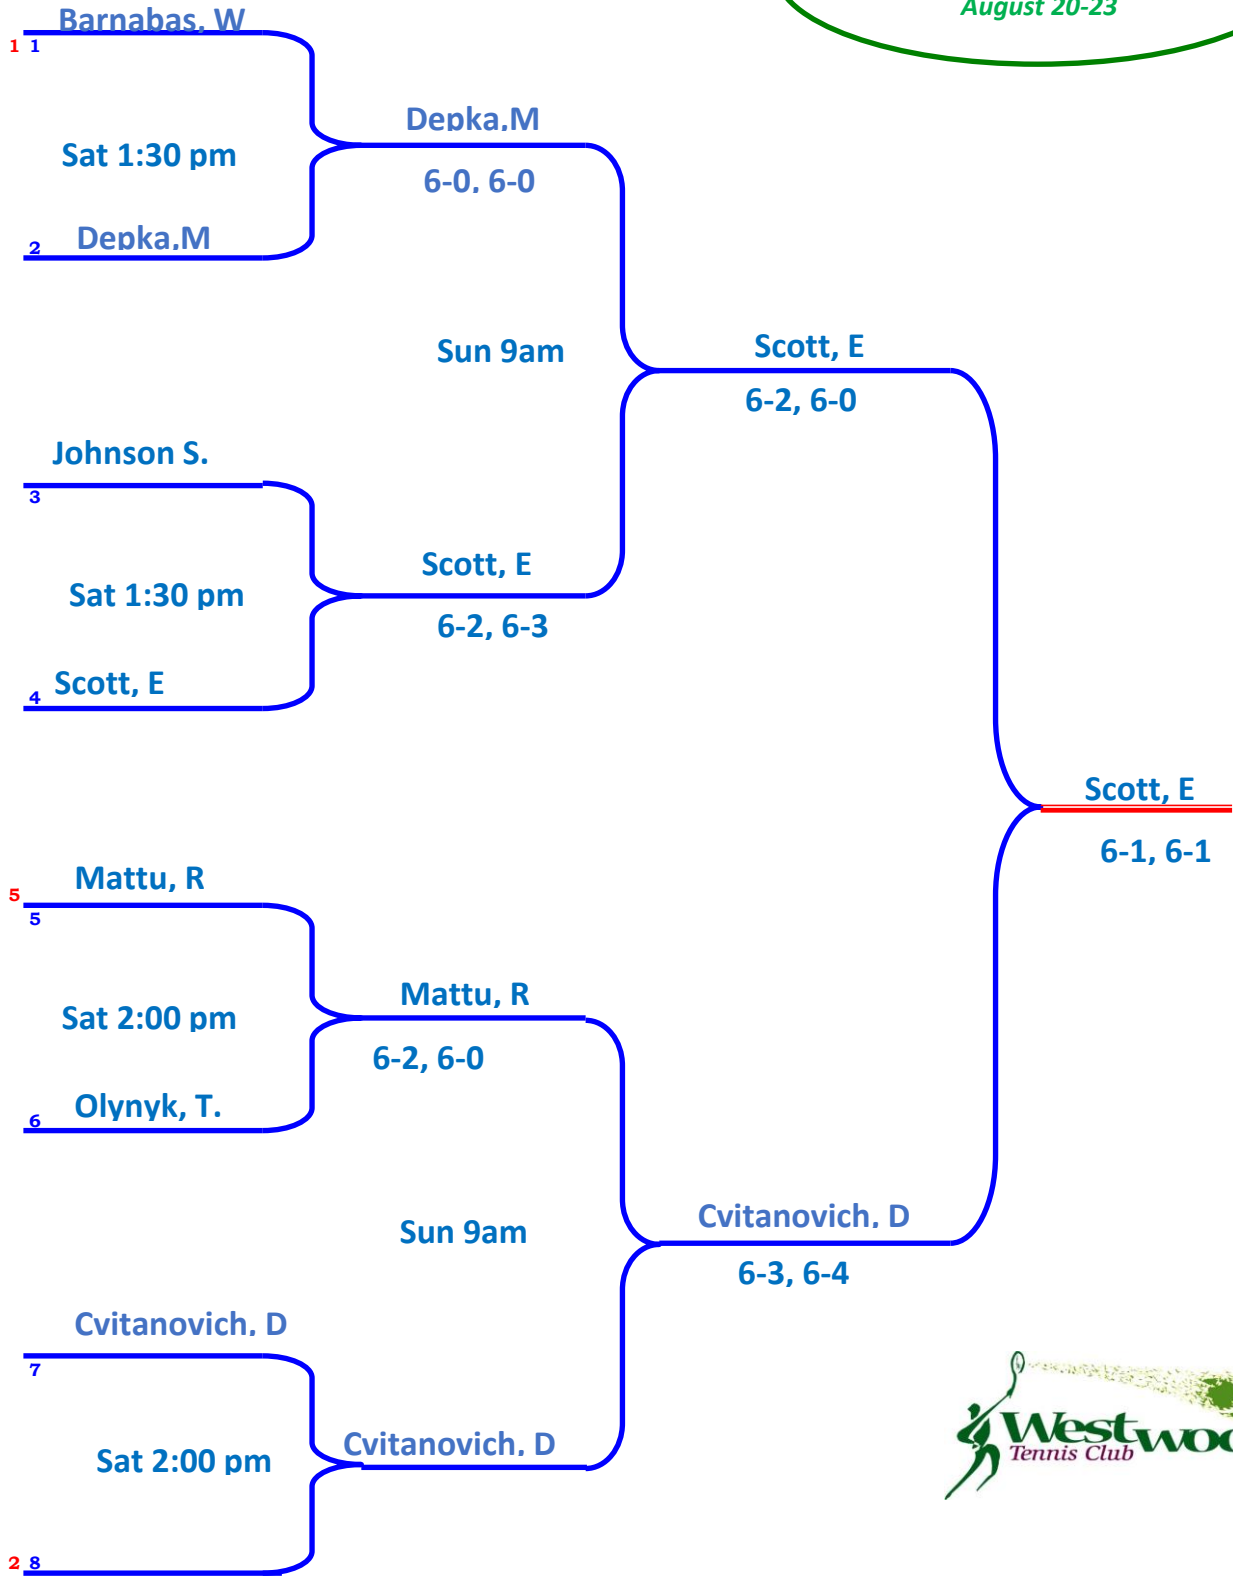 August 20-23
Barnabas, W
1 1
Depka,M
Sat 1:30 pm
6-0, 6-0
Depka,M
2
Sun 9am
Scott, E
6-2, 6-0
Johnson S.
3
Scott, E
Sat 1:30 pm
6-2, 6-3
Scott, E
4
Scott, E
6-1, 6-1
Mattu, R
5
5
Mattu, R
Sat 2:00 pm
6-2, 6-0
Olynyk, T.
6
Cvitanovich, D
Sun 9am
6-3, 6-4
Cvitanovich, D
7
Cvitanovich, D
Sat 2:00 pm
2 8
Westwoo
Tennis Club